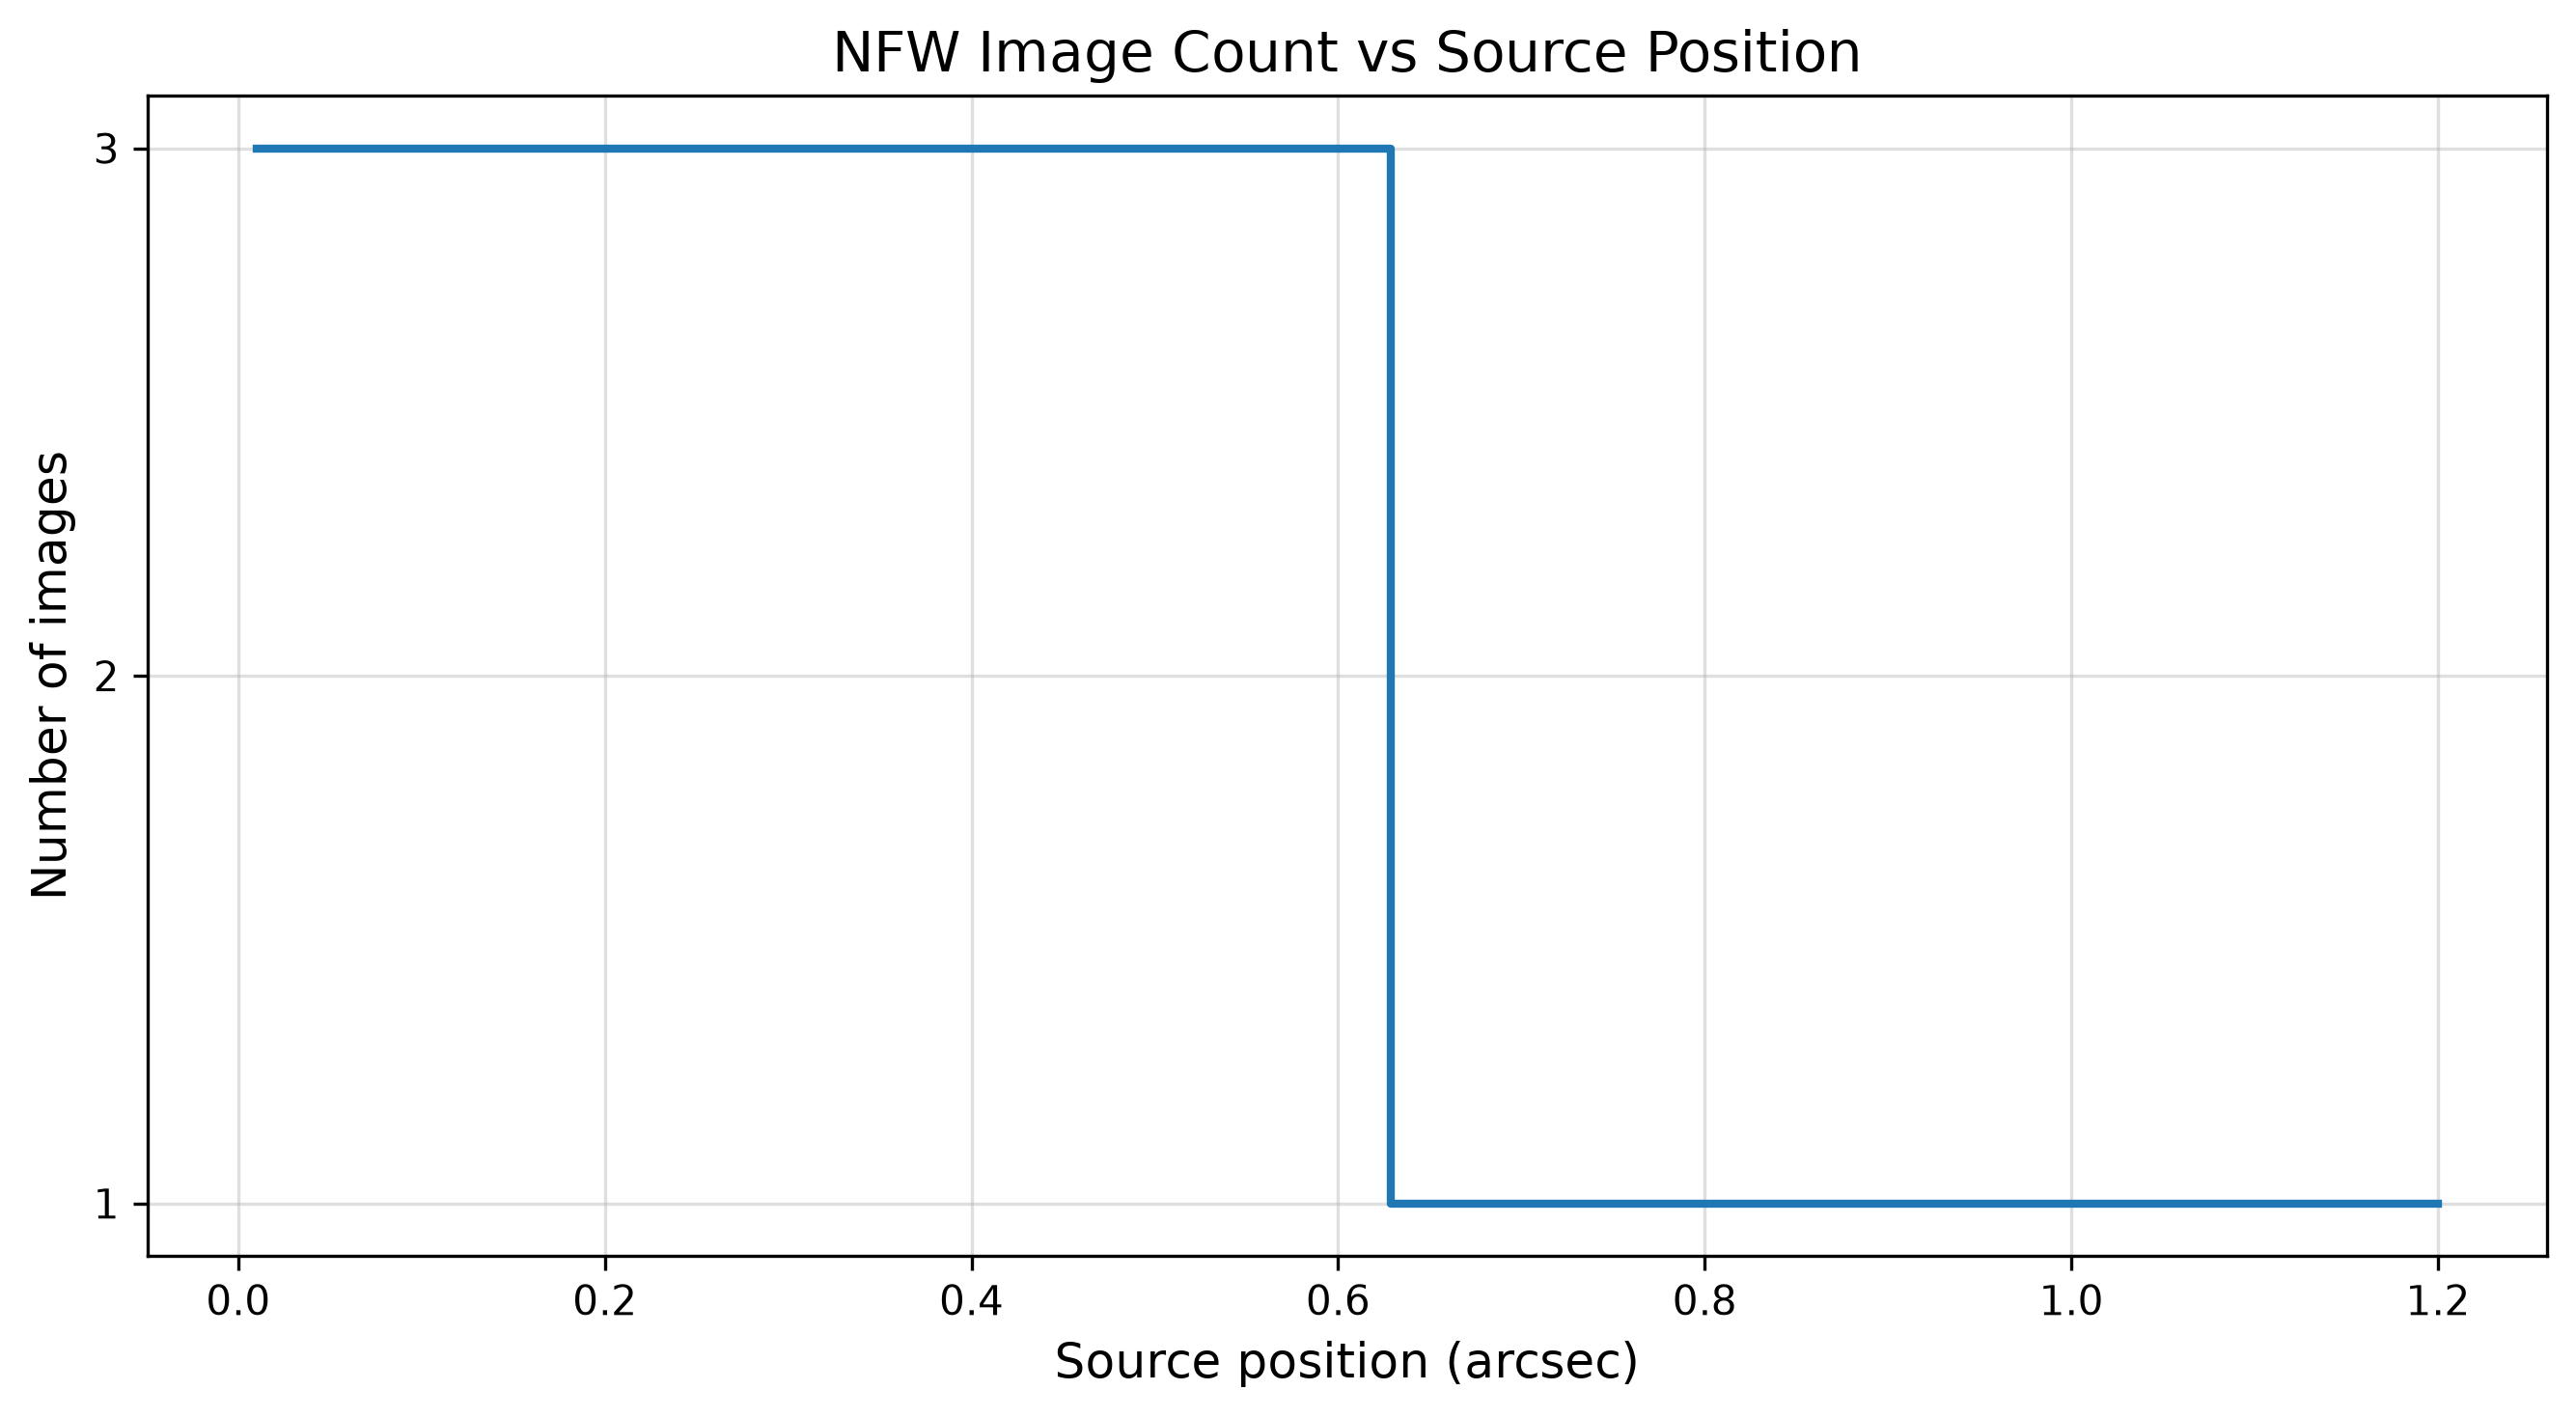 NFW Image Count vs Source Position
Number of images
3
2
1
0.0 0.2 0.4 0.6 0.8 1.0 1.2
Source position (arcsec)